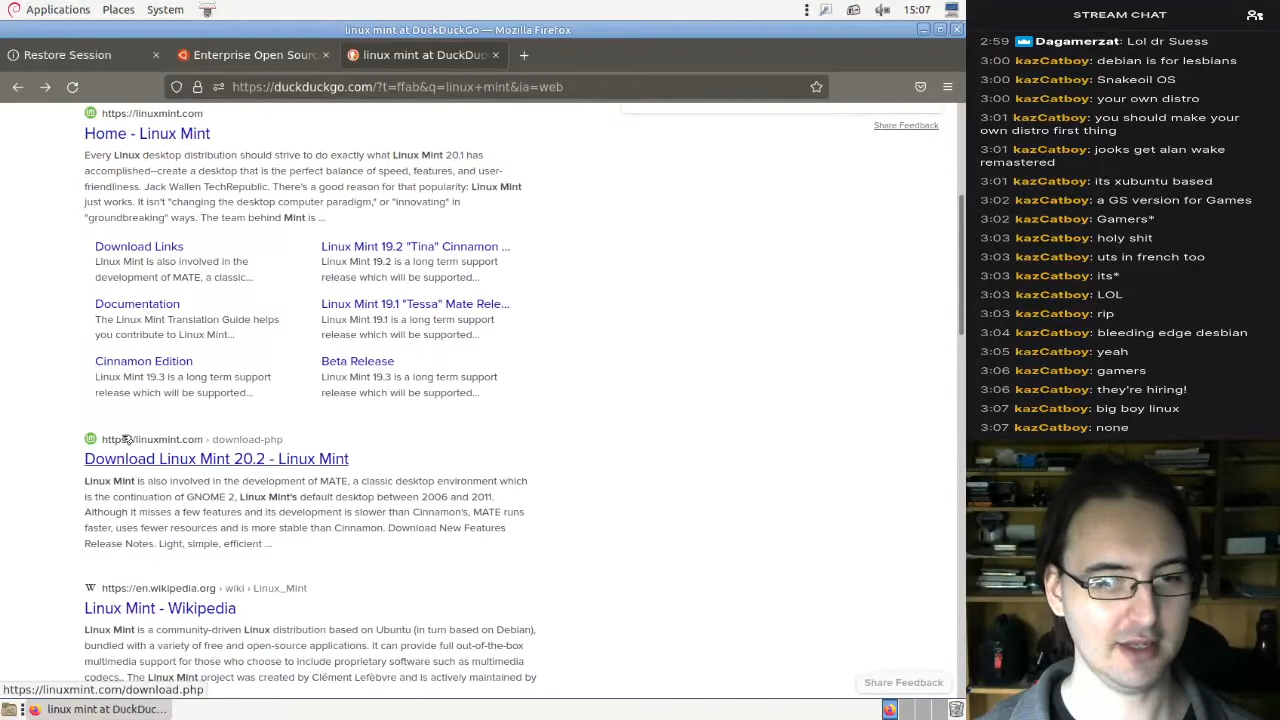 Applications Places System 15:07
linux mint at DuckDuckGo — Mozilla Firefox
Restore Session
Enterprise Open Sourc
linux mint at DuckDuc
https://duckduckgo.com/?t=ffab&q=linux+mint&ia=web
https://linuxmint.com
Home - Linux Mint
Every Linux desktop distribution should strive to do exactly what Linux Mint 20.1 has
accomplished--create a desktop that is the perfect balance of speed, features, and user-
friendliness. Jack Wallen TechRepublic. There's a good reason for that popularity: Linux Mint
just works. It isn't "changing the desktop computer paradigm," or "innovating" in
"groundbreaking" ways. The team behind Mint is ...
Download Links
Linux Mint is also involved in the
development of MATE, a classic...
Linux Mint 19.2 "Tina" Cinnamon ...
Linux Mint 19.2 is a long term support
release which will be supported...
Documentation
The Linux Mint Translation Guide helps
you contribute to Linux Mint...
Linux Mint 19.1 "Tessa" Mate Rele...
Linux Mint 19.1 is a long term support
release which will be supported...
Cinnamon Edition
Linux Mint 19.3 is a long term support
release which will be supported...
Beta Release
Linux Mint 19.3 is a long term support
release which will be supported...
https://linuxmint.com › download-php
Download Linux Mint 20.2 - Linux Mint
Linux Mint is also involved in the development of MATE, a classic desktop environment which
is the continuation of GNOME 2, Linux Mint's default desktop between 2006 and 2011.
Although it misses a few features and its development is slower than Cinnamon's, MATE runs
faster, uses fewer resources and is more stable than Cinnamon. Download New Features
Release Notes. Light, simple, efficient ...
https://en.wikipedia.org › wiki › Linux_Mint
Linux Mint - Wikipedia
Linux Mint is a community-driven Linux distribution based on Ubuntu (in turn based on Debian),
bundled with a variety of free and open-source applications. It can provide full out-of-the-box
multimedia support for those who choose to include proprietary software such as multimedia
codecs.. The Linux Mint project was created by Clément Lefèbvre and is actively maintained by
Share Feedback
Share Feedback
https://linuxmint.com/download.php
linux mint at DuckDuc...
STREAM CHAT
2:59 Dagamerzat: Lol dr Suess
3:00 kazCatboy: debian is for lesbians
3:00 kazCatboy: Snakeoil OS
3:00 kazCatboy: your own distro
3:01 kazCatboy: you should make your
own distro first thing
3:01 kazCatboy: jooks get alan wake
remastered
3:01 kazCatboy: its xubuntu based
3:02 kazCatboy: a GS version for Games
3:02 kazCatboy: Gamers*
3:03 kazCatboy: holy shit
3:03 kazCatboy: uts in french too
3:03 kazCatboy: its*
3:03 kazCatboy: LOL
3:03 kazCatboy: rip
3:04 kazCatboy: bleeding edge desbian
3:05 kazCatboy: yeah
3:06 kazCatboy: gamers
3:06 kazCatboy: they're hiring!
3:07 kazCatboy: big boy linux
3:07 kazCatboy: none